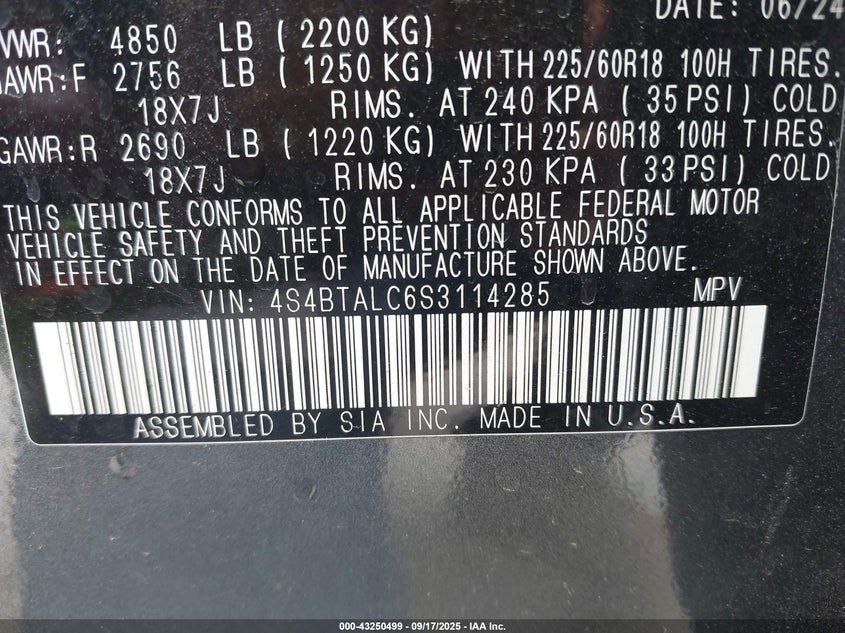 DATE: 06/24
VWR: 4850 LB ( 2200 KG)
AWR:F 2756 LB ( 1250 KG) WITH 225/60R18 100H TIRES.
18X7J RIMS. AT 240 KPA ( 35 PSI) COLD
GAWR:R 2690 LB ( 1220 KG) WITH 225/60R18 100H TIRES.
18X7J RIMS. AT 230 KPA ( 33 PSI) COLD
THIS VEHICLE CONFORMS TO ALL APPLICABLE FEDERAL MOTOR
VEHICLE SAFETY AND THEFT PREVENTION STANDARDS
IN EFFECT ON THE DATE OF MANUFACTURE SHOWN ABOVE.
VIN: 4S4BTALC6S3114285 MPV
ASSEMBLED BY SIA INC. MADE IN U.S.A.
000-43250499 — 09/17/2025 — IAA Inc.